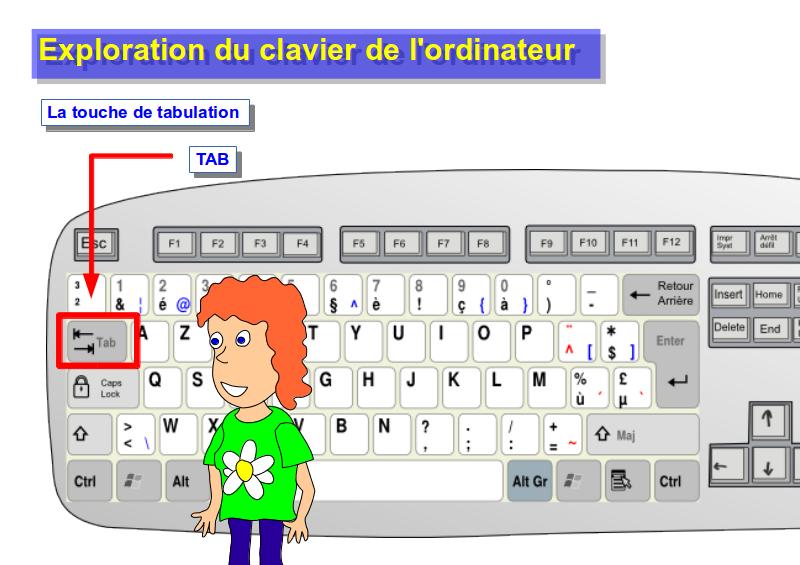 Exploration du clavier de l'ordinateur
La touche de tabulation
TAB
Esc F1 F2 F3 F4 F5 F6 F7 F8 F9 F10 F11 F12 Impr Syst Arrêt défil
3 2
1 & ¦
2 é @
3
6 § ^
7 è
8 !
9 ç {
0 à }
° )
_ -
← Retour Arrière
Insert Home
Tab A Z T Y U I O P ¨ ^ [ * $ ] Enter
Delete End
Caps Lock Q S G H J K L M % ù ´ £ µ `
> < \ W X V B N ? , . ; / : + = ~ Maj
Ctrl Alt Alt Gr Ctrl